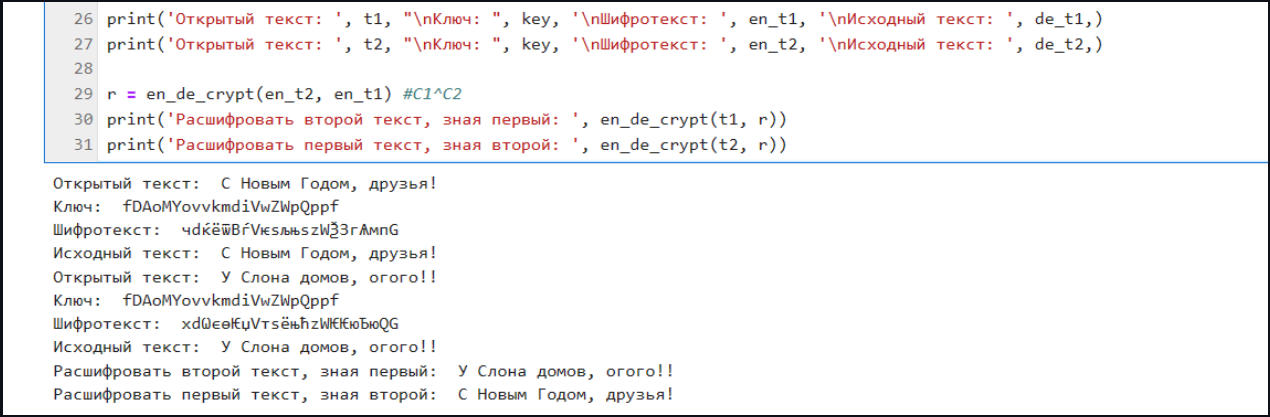 26 print('Открытый текст: ', t1, "\nКлюч: ", key, '\nШифротекст: ', en_t1, '\nИсходный текст: ', de_t1,)
27 print('Открытый текст: ', t2, "\nКлюч: ", key, '\nШифротекст: ', en_t2, '\nИсходный текст: ', de_t2,)
28
29 r = en_de_crypt(en_t2, en_t1) #C1^C2
30 print('Расшифровать второй текст, зная первый: ', en_de_crypt(t1, r))
31 print('Расшифровать первый текст, зная второй: ', en_de_crypt(t2, r))
Открытый текст:  С Новым Годом, друзья!
Ключ:  fDAoMYovvkmdiVwZWpQppf
Шифротекст:
Исходный текст:  С Новым Годом, друзья!
Открытый текст:  У Слона домов, огого!!
Ключ:  fDAoMYovvkmdiVwZWpQppf
Шифротекст:
Исходный текст:  У Слона домов, огого!!
Расшифровать второй текст, зная первый:  У Слона домов, огого!!
Расшифровать первый текст, зная второй:  С Новым Годом, друзья!